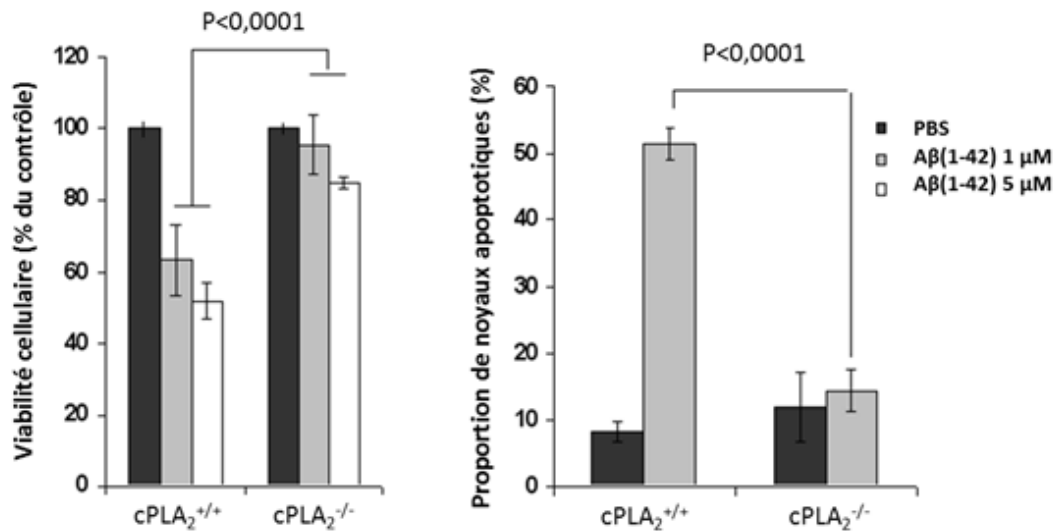 P<0,0001
Viabilité cellulaire (% du contrôle)
120
100
80
60
40
20
0
cPLA₂⁺/⁺
cPLA₂⁻/⁻
P<0,0001
Proportion de noyaux apoptotiques (%)
60
50
40
30
20
10
0
cPLA₂⁺/⁺
cPLA₂⁻/⁻
PBS
Aβ(1-42) 1 µM
Aβ(1-42) 5 µM